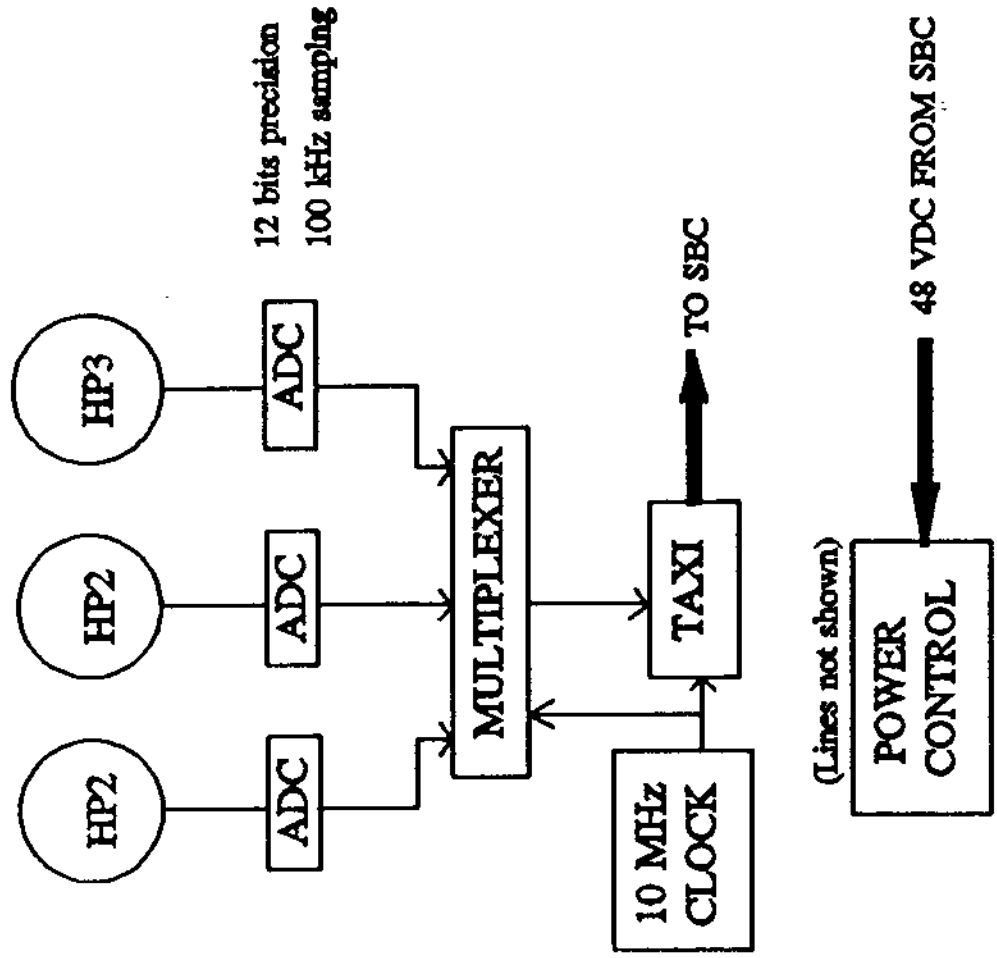 HP2
HP2
HP3
ADC
ADC
ADC
12 bits precision
100 kHz sampling
MULTIPLEXER
10 MHz
CLOCK
TAXI
TO SBC
(Lines not shown)
POWER
CONTROL
48 VDC FROM SBC